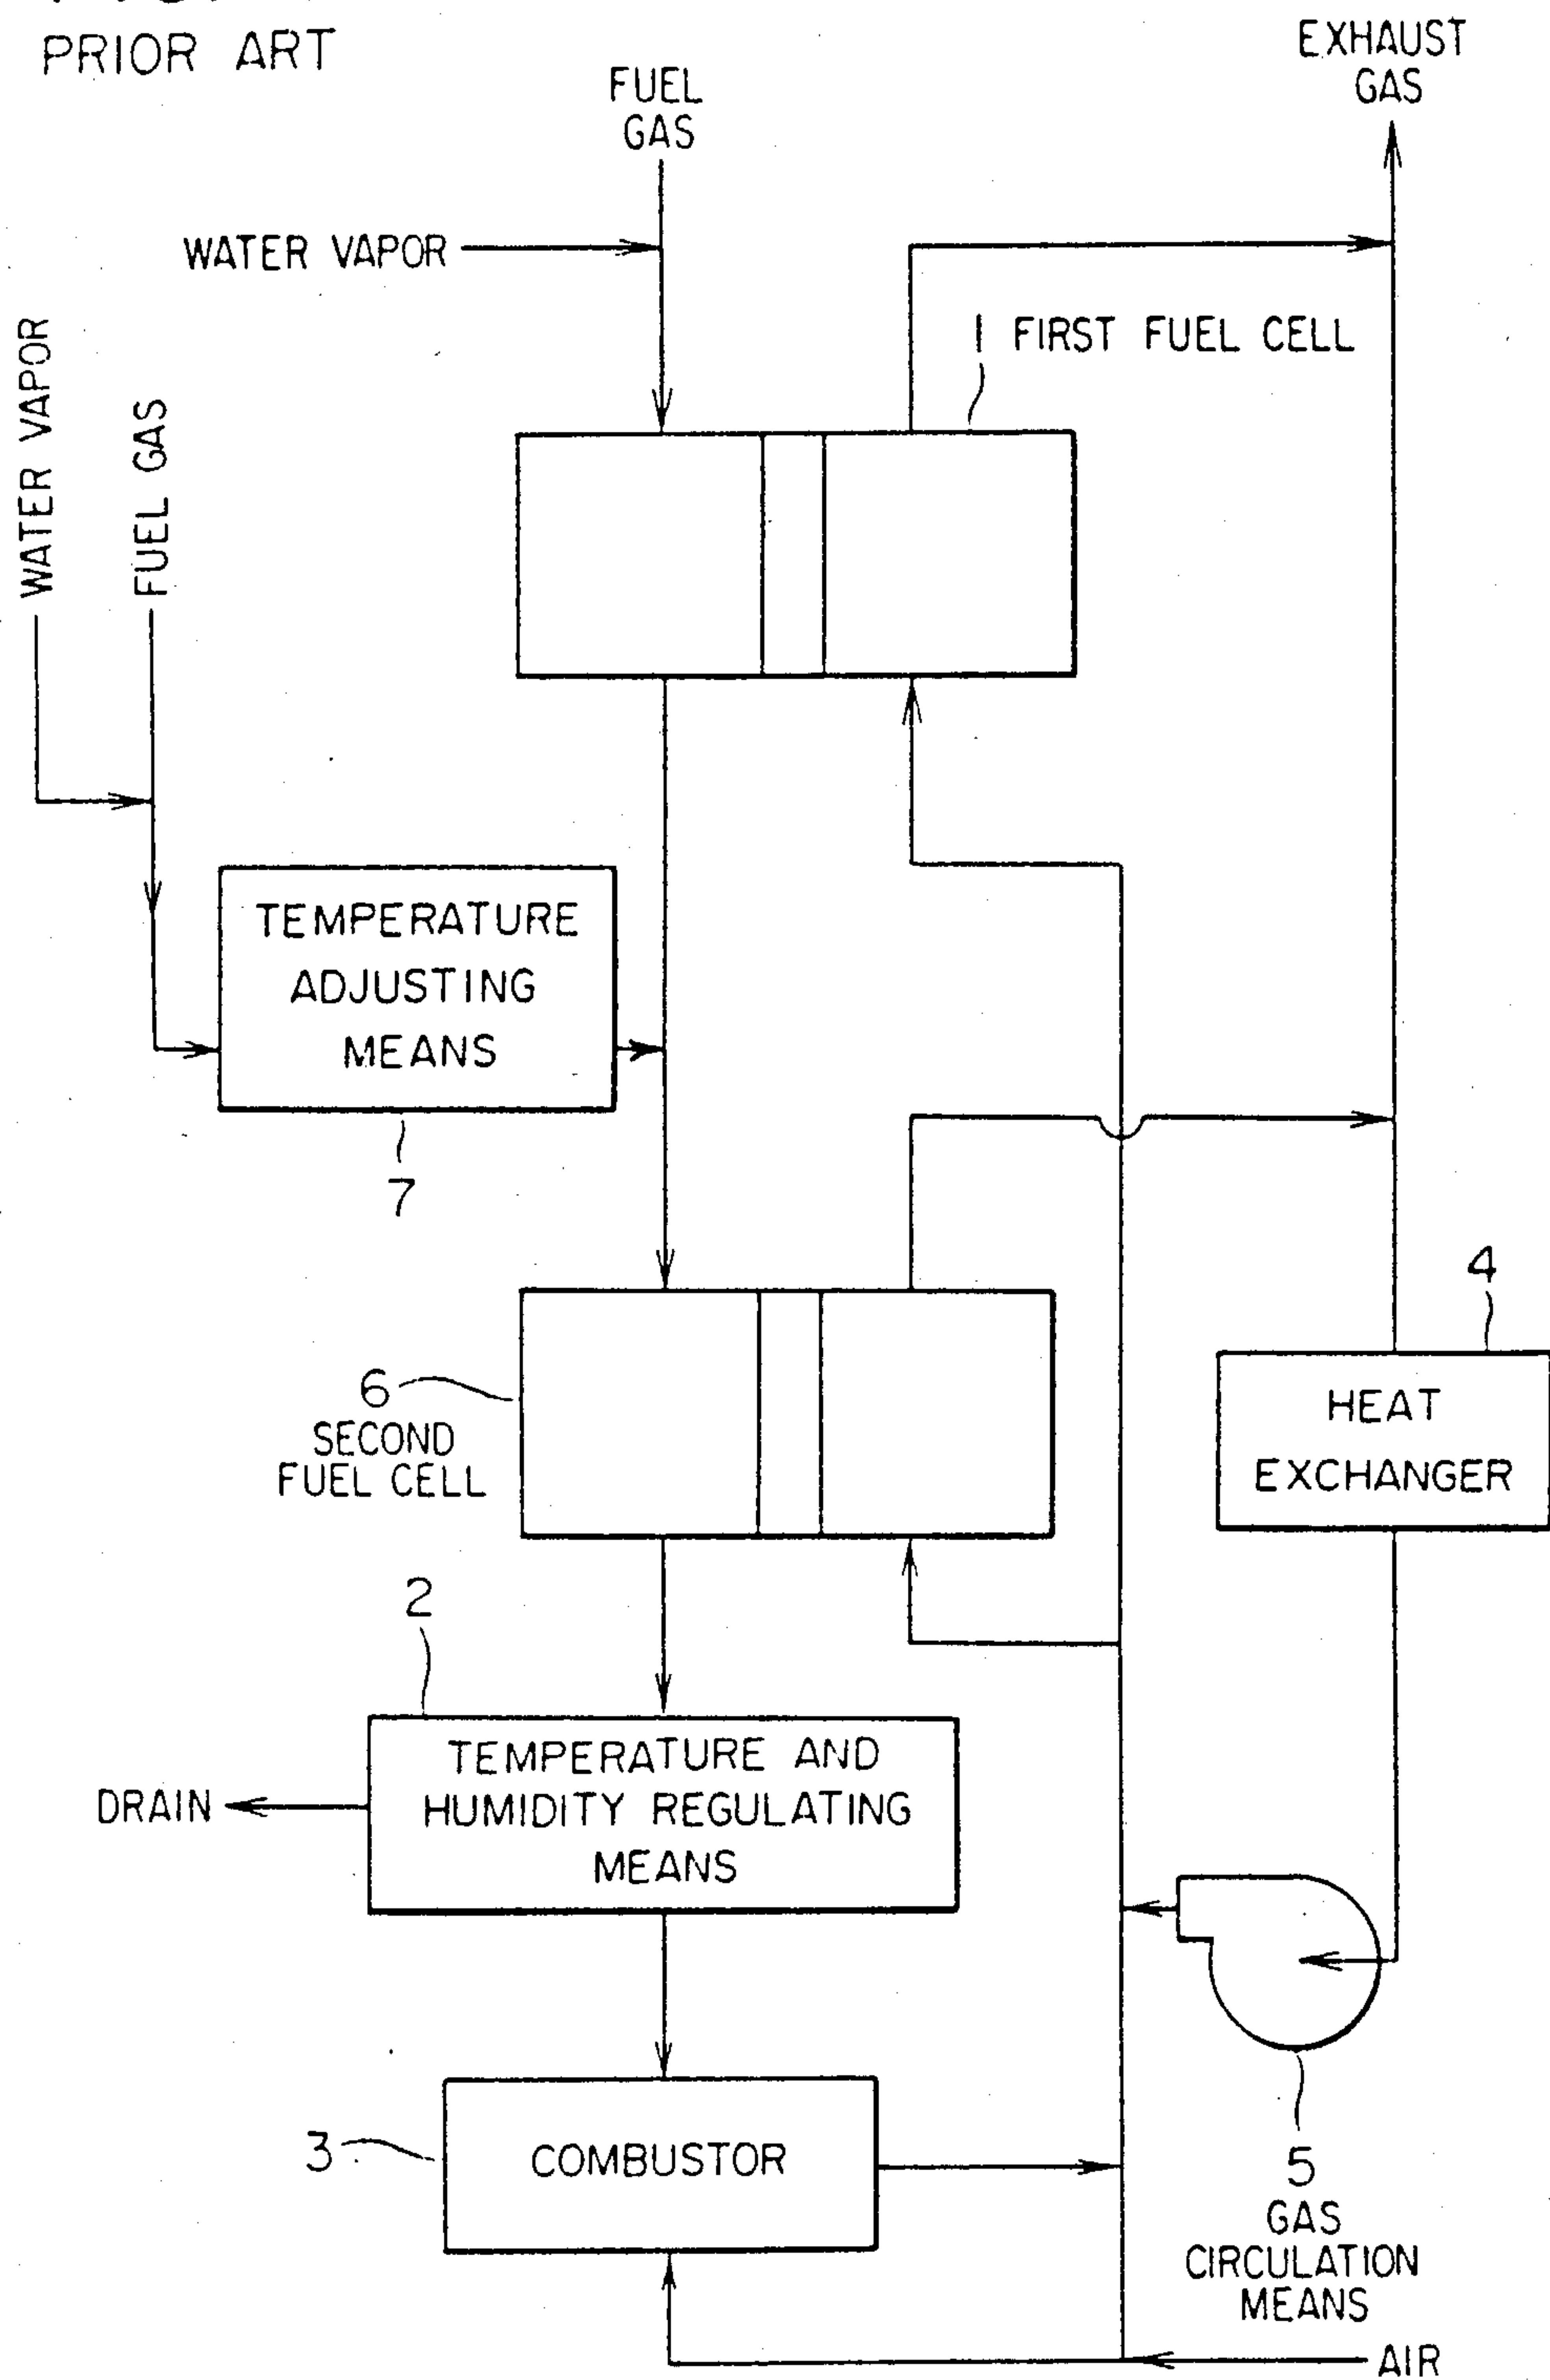 PRIOR ART
FUEL
GAS
EXHAUST
GAS
WATER VAPOR
1 FIRST FUEL CELL
WATER VAPOR
FUEL GAS
TEMPERATURE
ADJUSTING
MEANS
7
4
HEAT
EXCHANGER
6
SECOND
FUEL CELL
2
TEMPERATURE AND
HUMIDITY REGULATING
MEANS
DRAIN
3
COMBUSTOR
5
GAS
CIRCULATION
MEANS
AIR